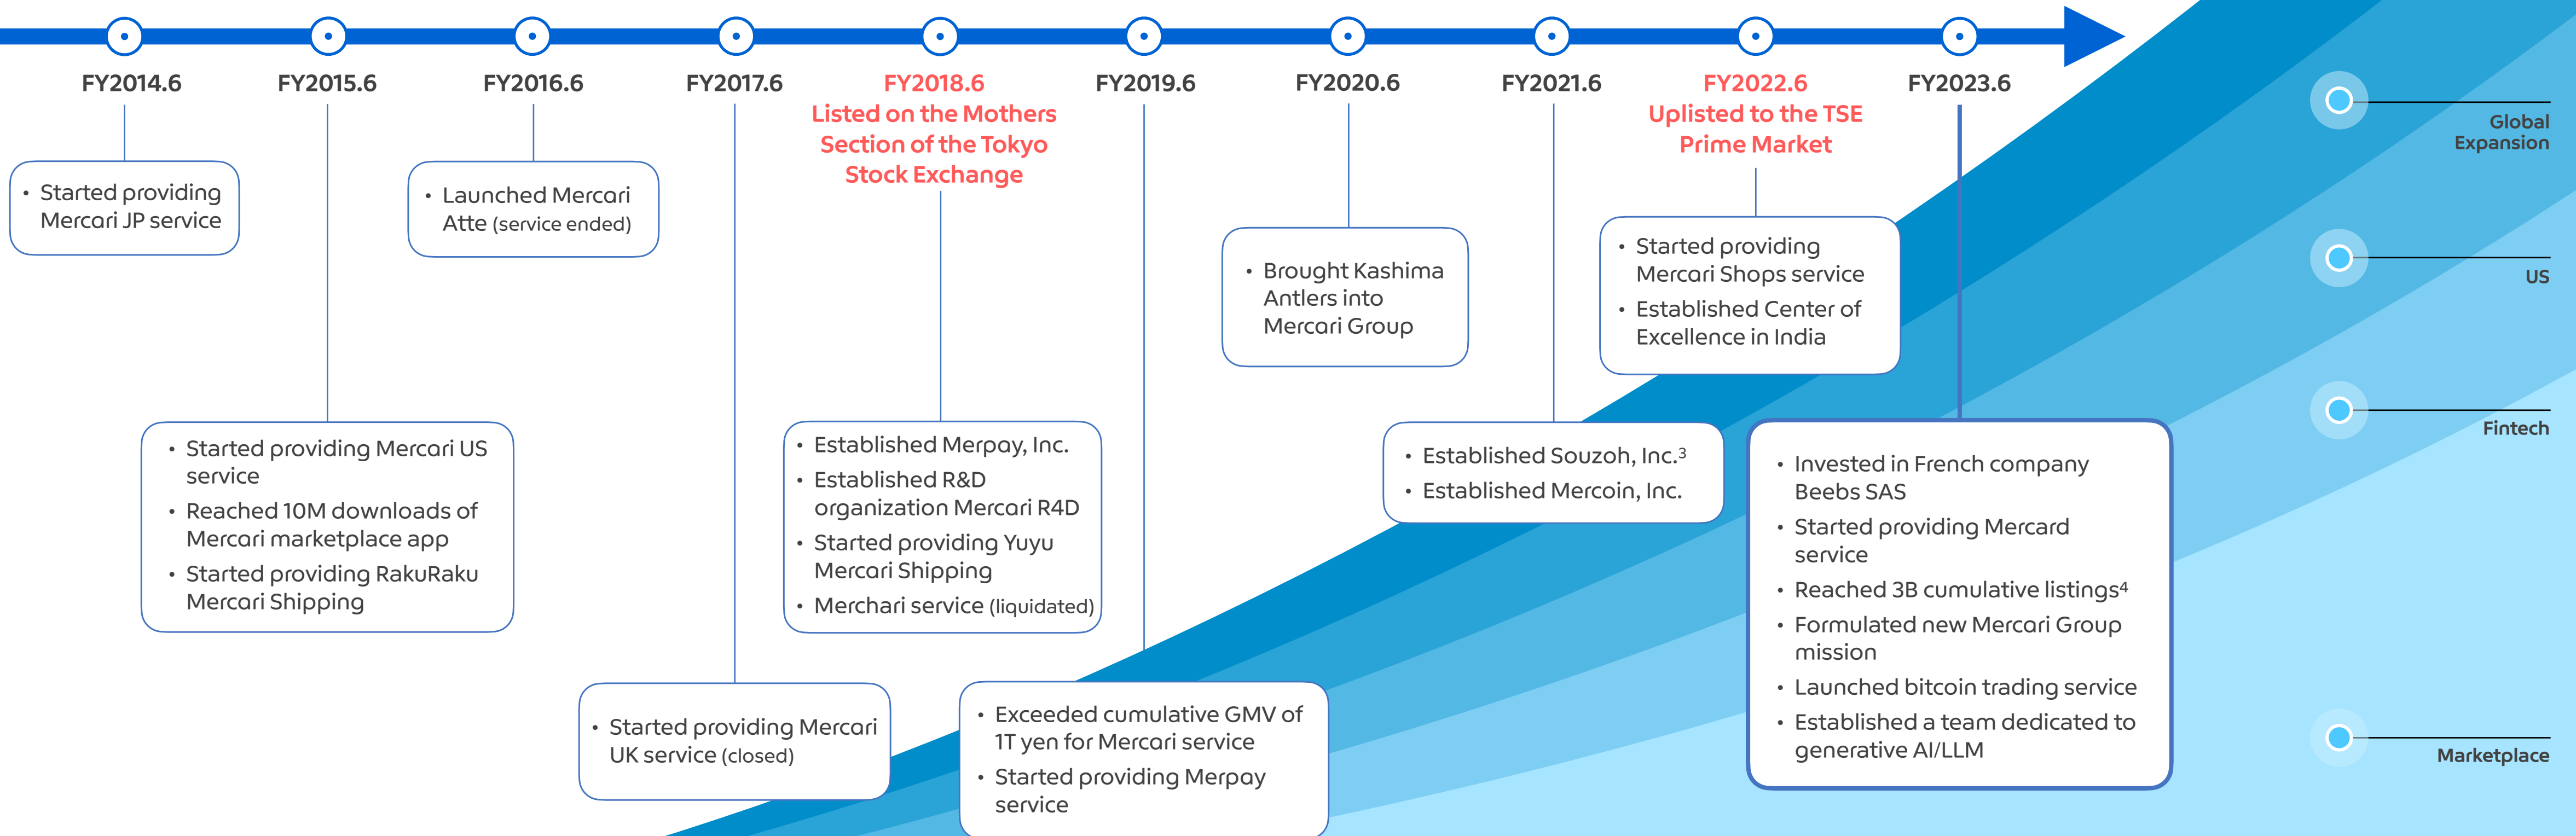 FY2014.6
FY2015.6
FY2016.6
FY2017.6
FY2018.6
Listed on the Mothers
Section of the Tokyo
Stock Exchange
FY2019.6
FY2020.6
FY2021.6
FY2022.6
Uplisted to the TSE
Prime Market
FY2023.6
• Started providing
Mercari JP service
• Started providing Mercari US
service
• Reached 10M downloads of
Mercari marketplace app
• Started providing RakuRaku
Mercari Shipping
• Launched Mercari
Atte (service ended)
• Started providing Mercari
UK service (closed)
• Established Merpay, Inc.
• Established R&D
organization Mercari R4D
• Started providing Yuyu
Mercari Shipping
• Merchari service (liquidated)
• Exceeded cumulative GMV of
1T yen for Mercari service
• Started providing Merpay
service
• Brought Kashima
Antlers into
Mercari Group
• Established Souzoh, Inc.³
• Established Mercoin, Inc.
• Started providing
Mercari Shops service
• Established Center of
Excellence in India
• Invested in French company
Beebs SAS
• Started providing Mercard
service
• Reached 3B cumulative listings⁴
• Formulated new Mercari Group
mission
• Launched bitcoin trading service
• Established a team dedicated to
generative AI/LLM
Global
Expansion
US
Fintech
Marketplace